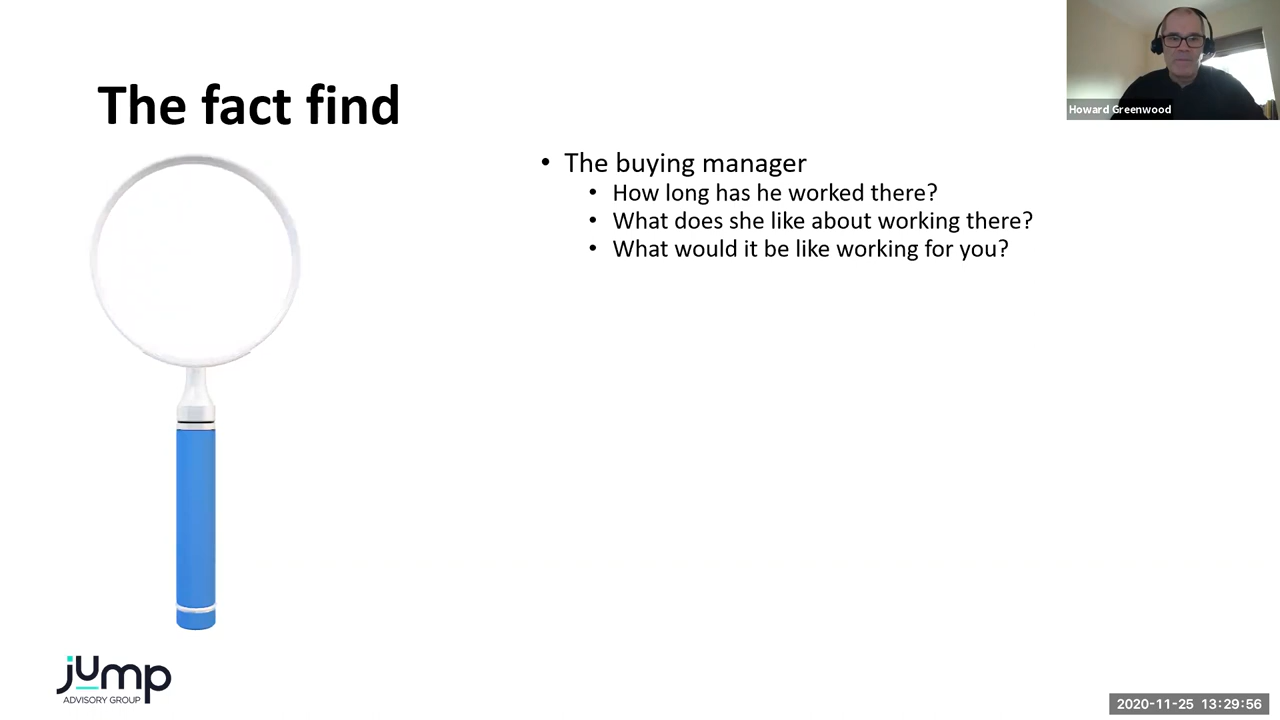 Howard Greenwood
The fact find
• The buying manager
• How long has he worked there?
• What does she like about working there?
• What would it be like working for you?
jump
ADVISORY GROUP
2020-11-25 13:29:56